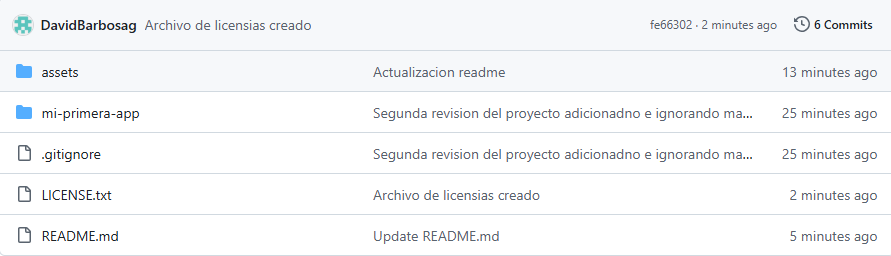 DavidBarbosag Archivo de licensias creado fe66302 · 2 minutes ago 6 Commits
assets Actualizacion readme 13 minutes ago
mi-primera-app Segunda revision del proyecto adicionadno e ignorando ma... 25 minutes ago
.gitignore Segunda revision del proyecto adicionadno e ignorando ma... 25 minutes ago
LICENSE.txt Archivo de licensias creado 2 minutes ago
README.md Update README.md 5 minutes ago